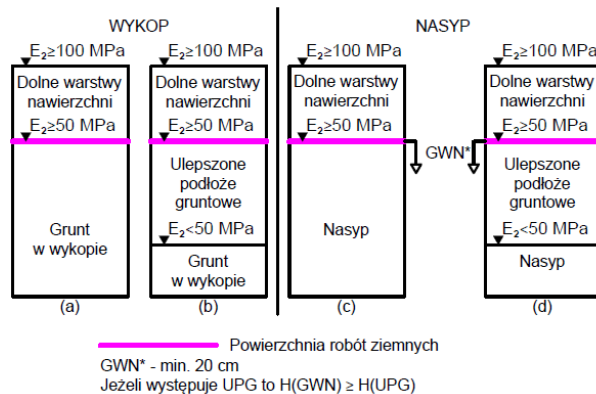 WYKOP
NASYP
E₂≥100 MPa
E₂≥100 MPa
E₂≥100 MPa
E₂≥100 MPa
Dolne warstwy
nawierzchni
Dolne warstwy
nawierzchni
Dolne warstwy
nawierzchni
Dolne warstwy
nawierzchni
E₂≥50 MPa
E₂≥50 MPa
E₂≥50 MPa
E₂≥50 MPa
GWN*
Grunt
w wykopie
Ulepszone
podłoże
gruntowe
Nasyp
Ulepszone
podłoże
gruntowe
E₂<50 MPa
E₂<50 MPa
Grunt
w wykopie
Nasyp
(a)
(b)
(c)
(d)
Powierzchnia robót ziemnych
GWN* - min. 20 cm
Jeżeli występuje UPG to H(GWN) ≥ H(UPG)